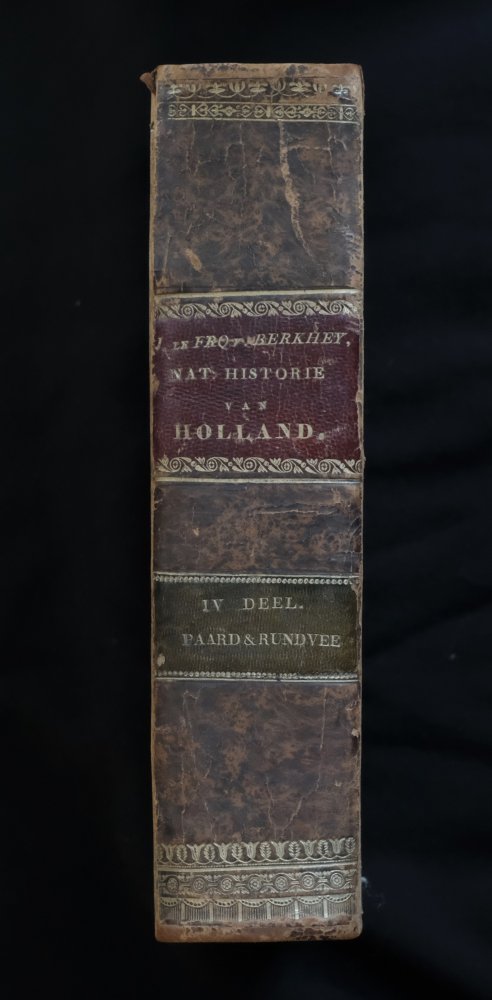 J. LE FRQ BERKHEY,
NAT. HISTORIE
VAN
HOLLAND.
IV DEEL.
PAARD & RUNDVEE